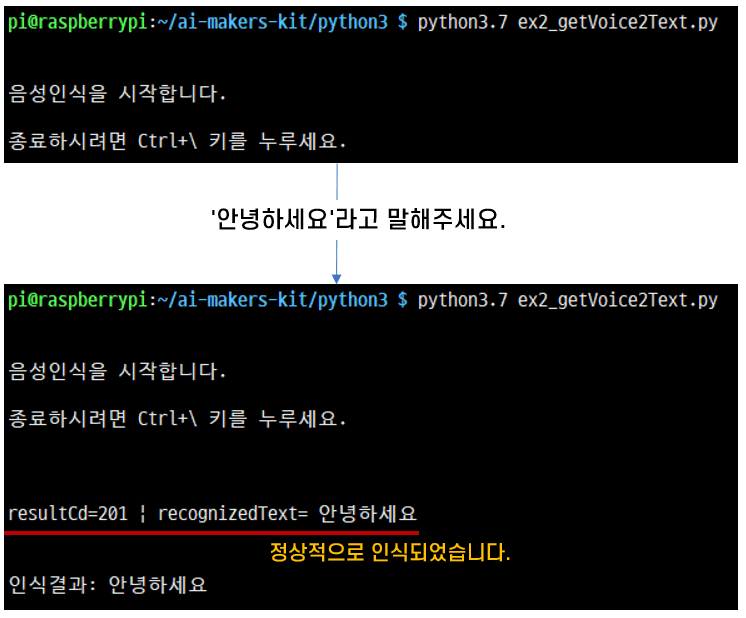 pi@raspberrypi:~/ai-makers-kit/python3 $ python3.7 ex2_getVoice2Text.py
음성인식을 시작합니다.
종료하시려면 Ctrl+\ 키를 누루세요.
'안녕하세요'라고 말해주세요.
pi@raspberrypi:~/ai-makers-kit/python3 $ python3.7 ex2_getVoice2Text.py
음성인식을 시작합니다.
종료하시려면 Ctrl+\ 키를 누루세요.
resultCd=201 | recognizedText= 안녕하세요
정상적으로 인식되었습니다.
인식결과: 안녕하세요